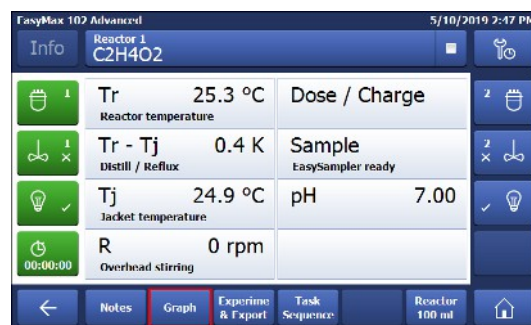 EasyMax 102 Advanced 5/10/2019 2:47 PM
Info
Reactor 1
C2H4O2
1
Tr 25.3 °C
Reactor temperature
Dose / Charge
2
1
Tr - Tj 0.4 K
Distill / Reflux
Sample
EasySampler ready
2
Tj 24.9 °C
Jacket temperature
pH 7.00
00:00:00
R 0 rpm
Overhead stirring
Notes
Graph
Experime
& Export
Task
Sequence
Reactor
100 ml